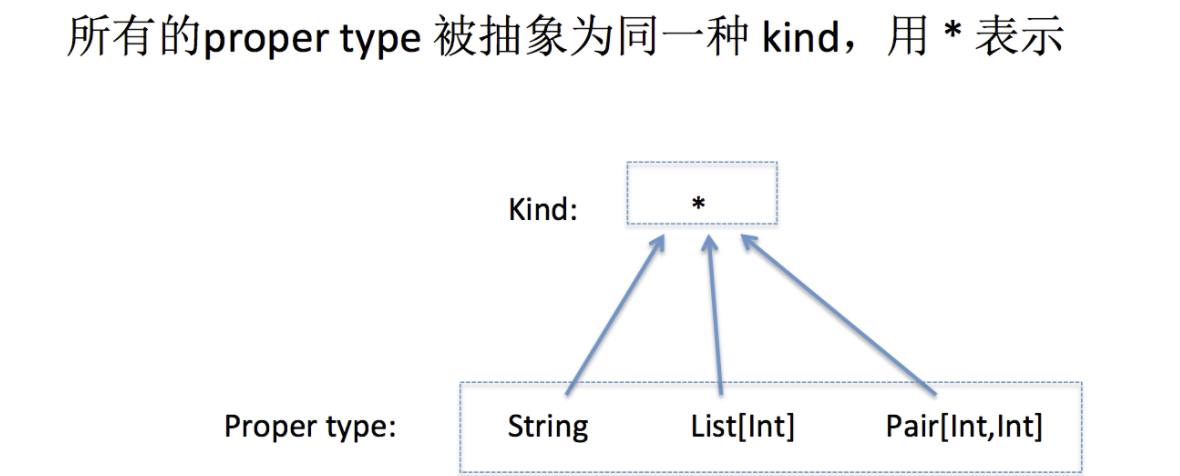 所有的proper type 被抽象为同一种 kind，用 * 表示
Kind: *
Proper type: String List[Int] Pair[Int,Int]